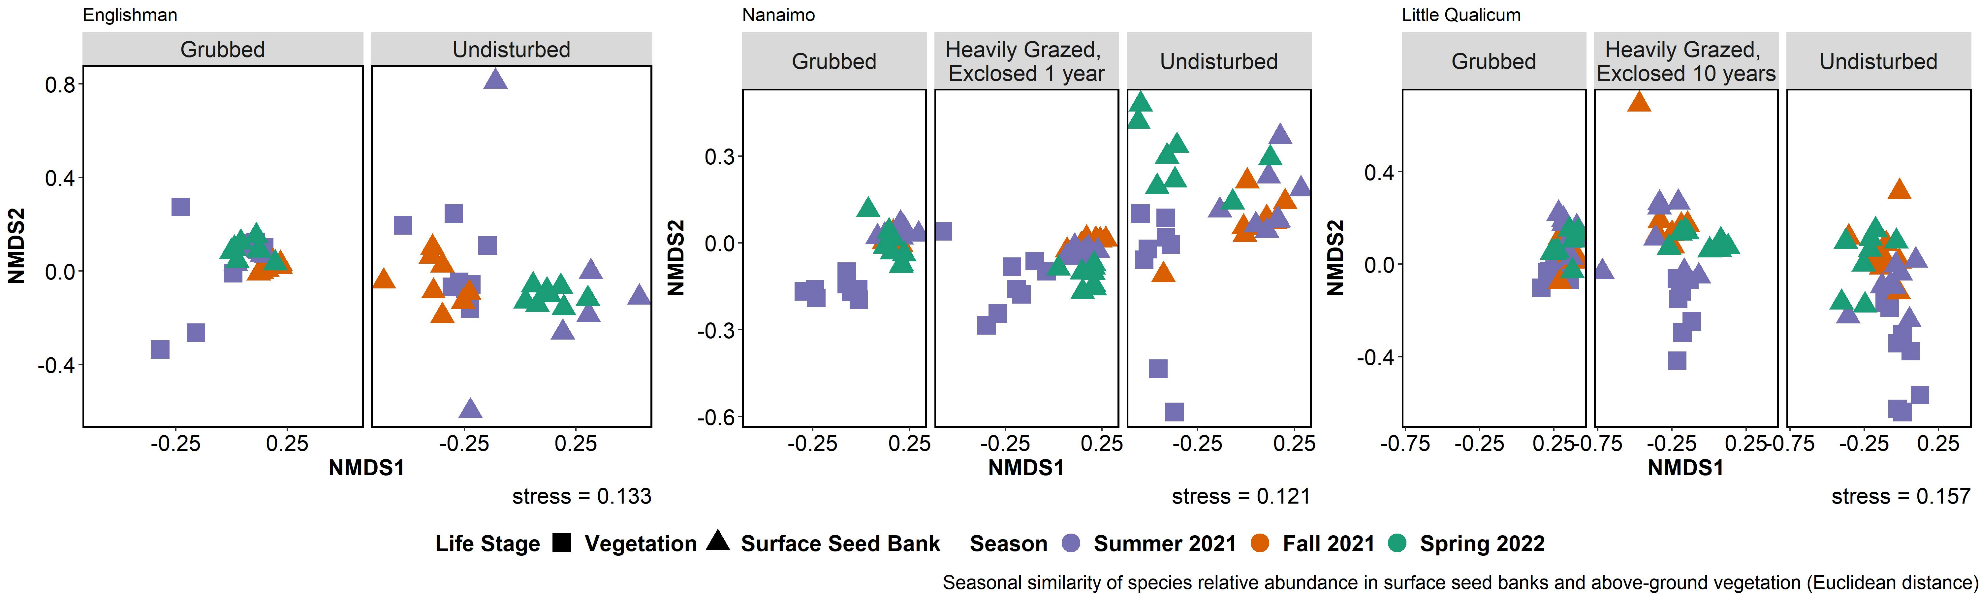 Englishman
Nanaimo
Little Qualicum
Grubbed
Undisturbed
Grubbed
Heavily Grazed,
Exclosed 1 year
Undisturbed
Grubbed
Heavily Grazed,
Exclosed 10 years
Undisturbed
NMDS2
0.8
0.4
0.0
-0.4
NMDS2
0.3
0.0
-0.3
-0.6
NMDS2
0.4
0.0
-0.4
-0.25 0.25 -0.25 0.25
-0.25 0.25 -0.25 0.25 -0.25 0.25
-0.75 -0.25 0.25 -0.75 -0.25 0.25 -0.75 -0.25 0.25
NMDS1
NMDS1
NMDS1
stress = 0.133
stress = 0.121
stress = 0.157
Life Stage Vegetation Surface Seed Bank Season Summer 2021 Fall 2021 Spring 2022
Seasonal similarity of species relative abundance in surface seed banks and above-ground vegetation (Euclidean distance)